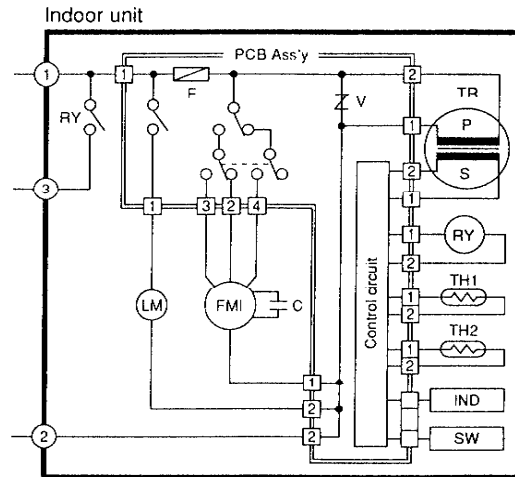 Indoor unit
PCB Ass'y
1
1
2
F
TR
RY
V
1
P
2
S
3
1
1
3
2
4
1
RY
2
Control circuit
LM
FMI
C
1
TH1
2
TH2
1
2
1
2
IND
2
2
SW